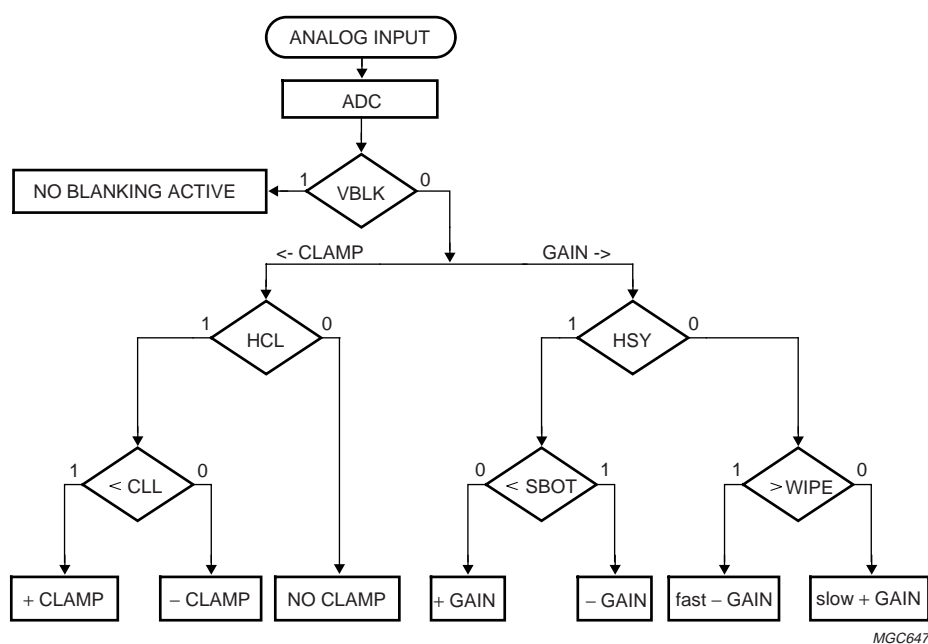 ANALOG INPUT
ADC
1 VBLK 0
NO BLANKING ACTIVE
<- CLAMP GAIN ->
1 HCL 0
1 HSY 0
1 < CLL 0
0 < SBOT 1
1 > WIPE 0
+ CLAMP
− CLAMP
NO CLAMP
+ GAIN
− GAIN
fast − GAIN
slow + GAIN
MGC647